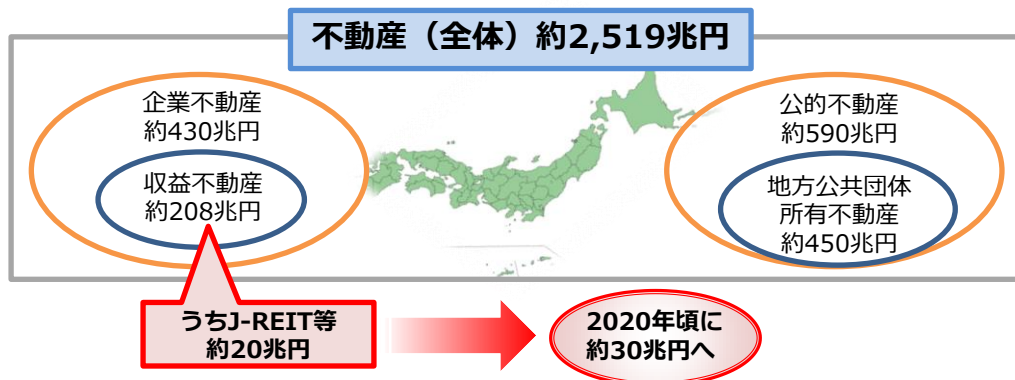 不動産（全体）約2,519兆円
企業不動産
約430兆円
収益不動産
約208兆円
公的不動産
約590兆円
地方公共団体
所有不動産
約450兆円
うちJ-REIT等
約20兆円
2020年頃に
約30兆円へ